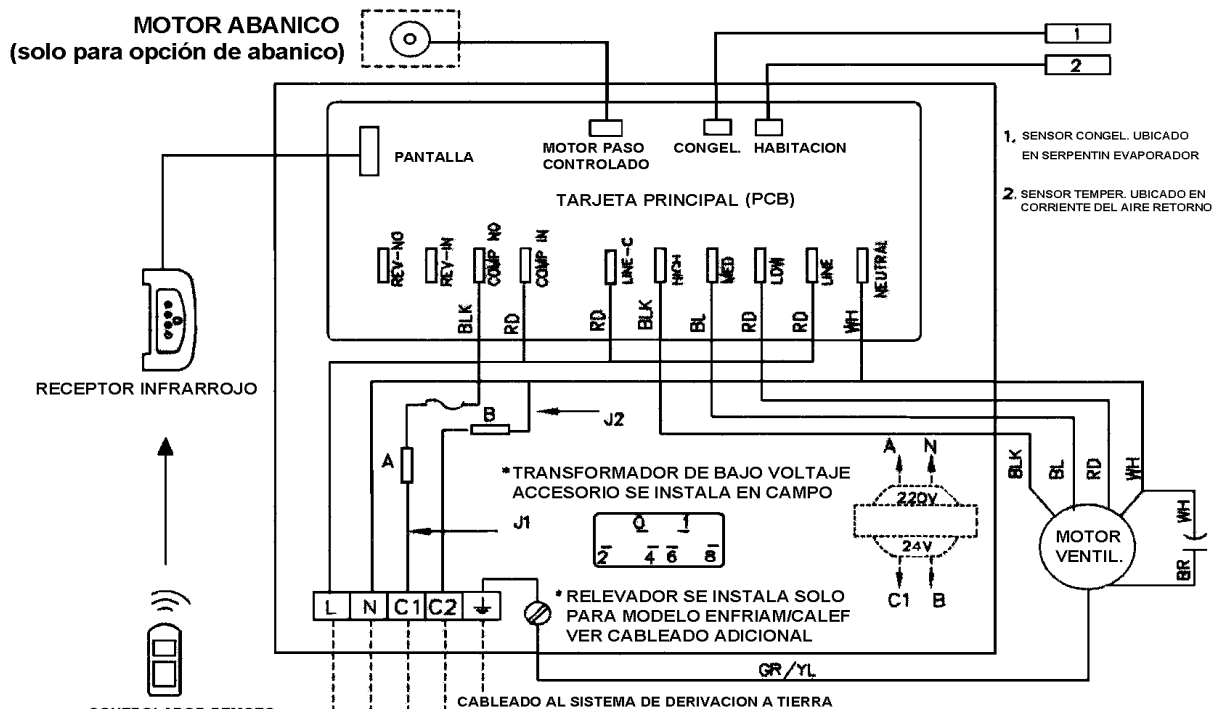 MOTOR ABANICO
(solo para opción de abanico)
1
2
1. SENSOR CONGEL. UBICADO
EN SERPENTIN EVAPORADOR
2. SENSOR TEMPER. UBICADO EN
CORRIENTE DEL AIRE RETORNO
PANTALLA
MOTOR PASO
CONTROLADO
CONGEL.
HABITACION
TARJETA PRINCIPAL (PCB)
REV-NO
REV-IN
COMP NO
COMP IN
LINE-C
HIGH
MED
LOW
LINE
NEUTRAL
BLK
RD
RD
BLK
BL
RD
RD
WH
RECEPTOR INFRARROJO
B
J2
A
*TRANSFORMADOR DE BAJO VOLTAJE
ACCESORIO SE INSTALA EN CAMPO
J1
0 1
2 4 6 8
A N
220V
24V
C1 B
BLK
BL
RD
WH
MOTOR
VENTIL.
WH
BR
L N C1 C2
*RELEVADOR SE INSTALA SOLO
PARA MODELO ENFRIAM/CALEF
VER CABLEADO ADICIONAL
GR/YL
CABLEADO AL SISTEMA DE DERIVACION A TIERRA